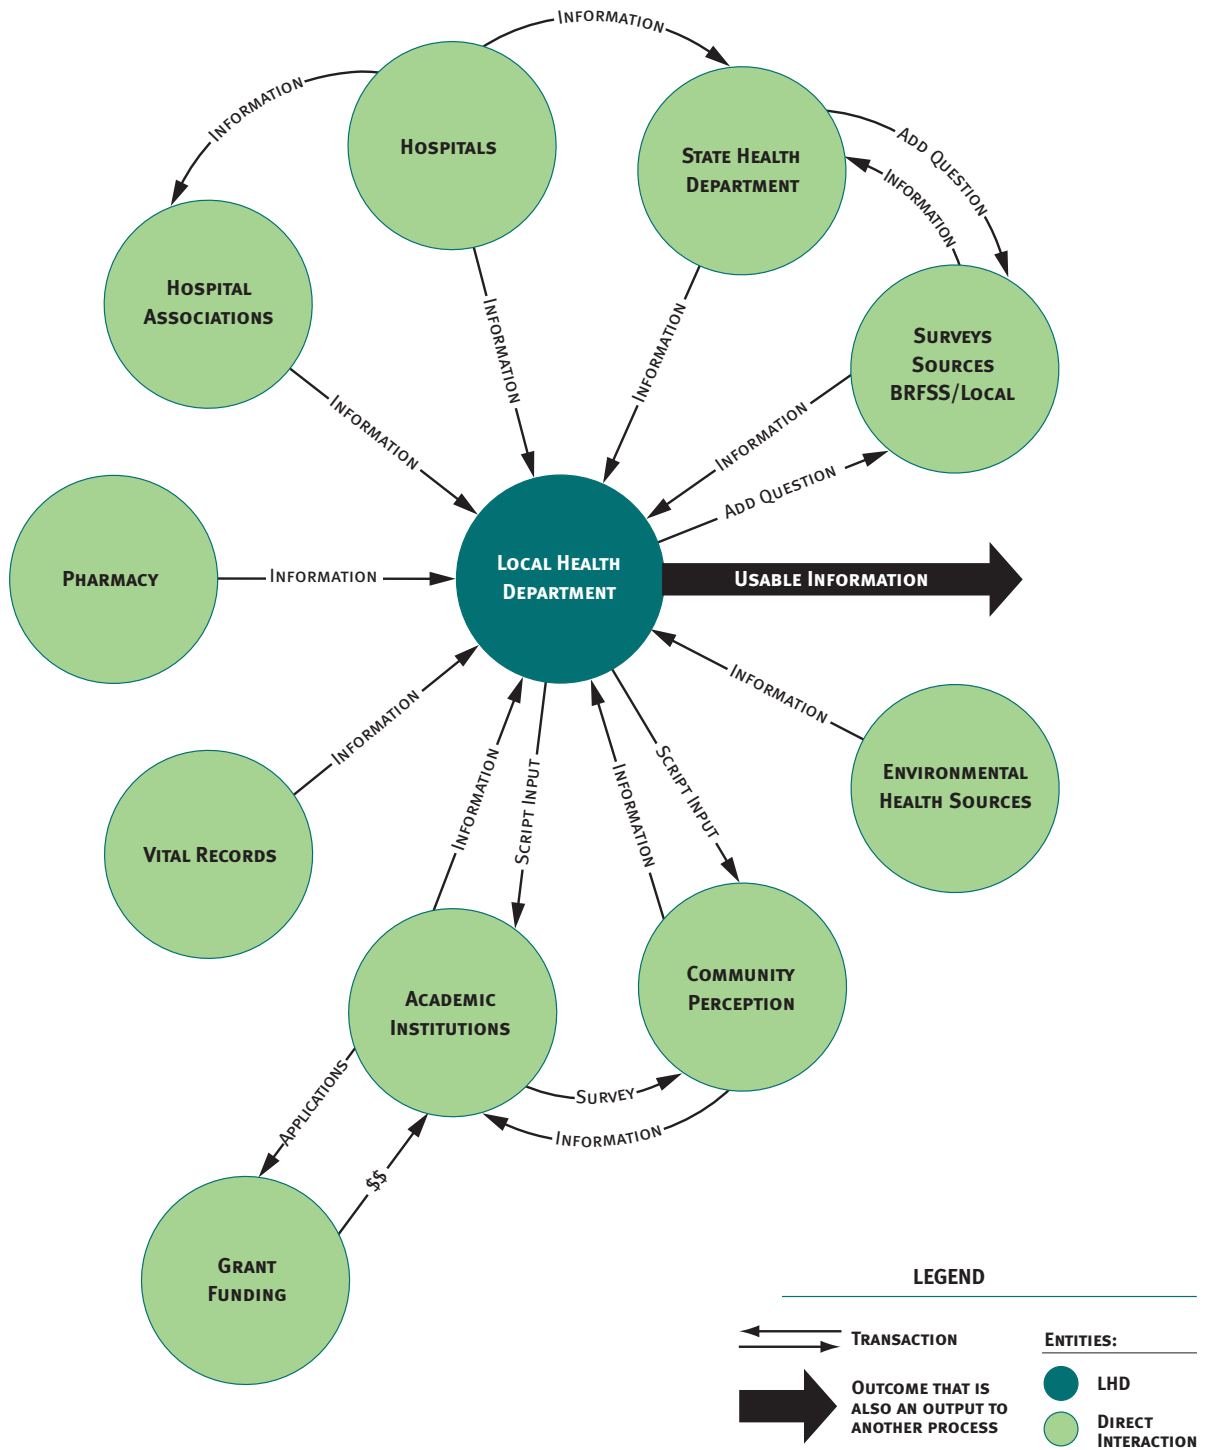 Information
Information
Hospitals
State Health
Department
Add Question
Information
Hospital
Associations
Information
Information
Surveys
Sources
BRFSS/Local
Information
Information
Add Question
Pharmacy
Information
Local Health
Department
Usable Information
Information
Information
Environmental
Health Sources
Vital Records
Information
Script Input
Information
Script Input
Academic
Institutions
Community
Perception
Applications
Survey
Information
$$
Grant
Funding
LEGEND
Transaction
Entities:
LHD
Outcome that is
also an output to
another process
Direct
Interaction